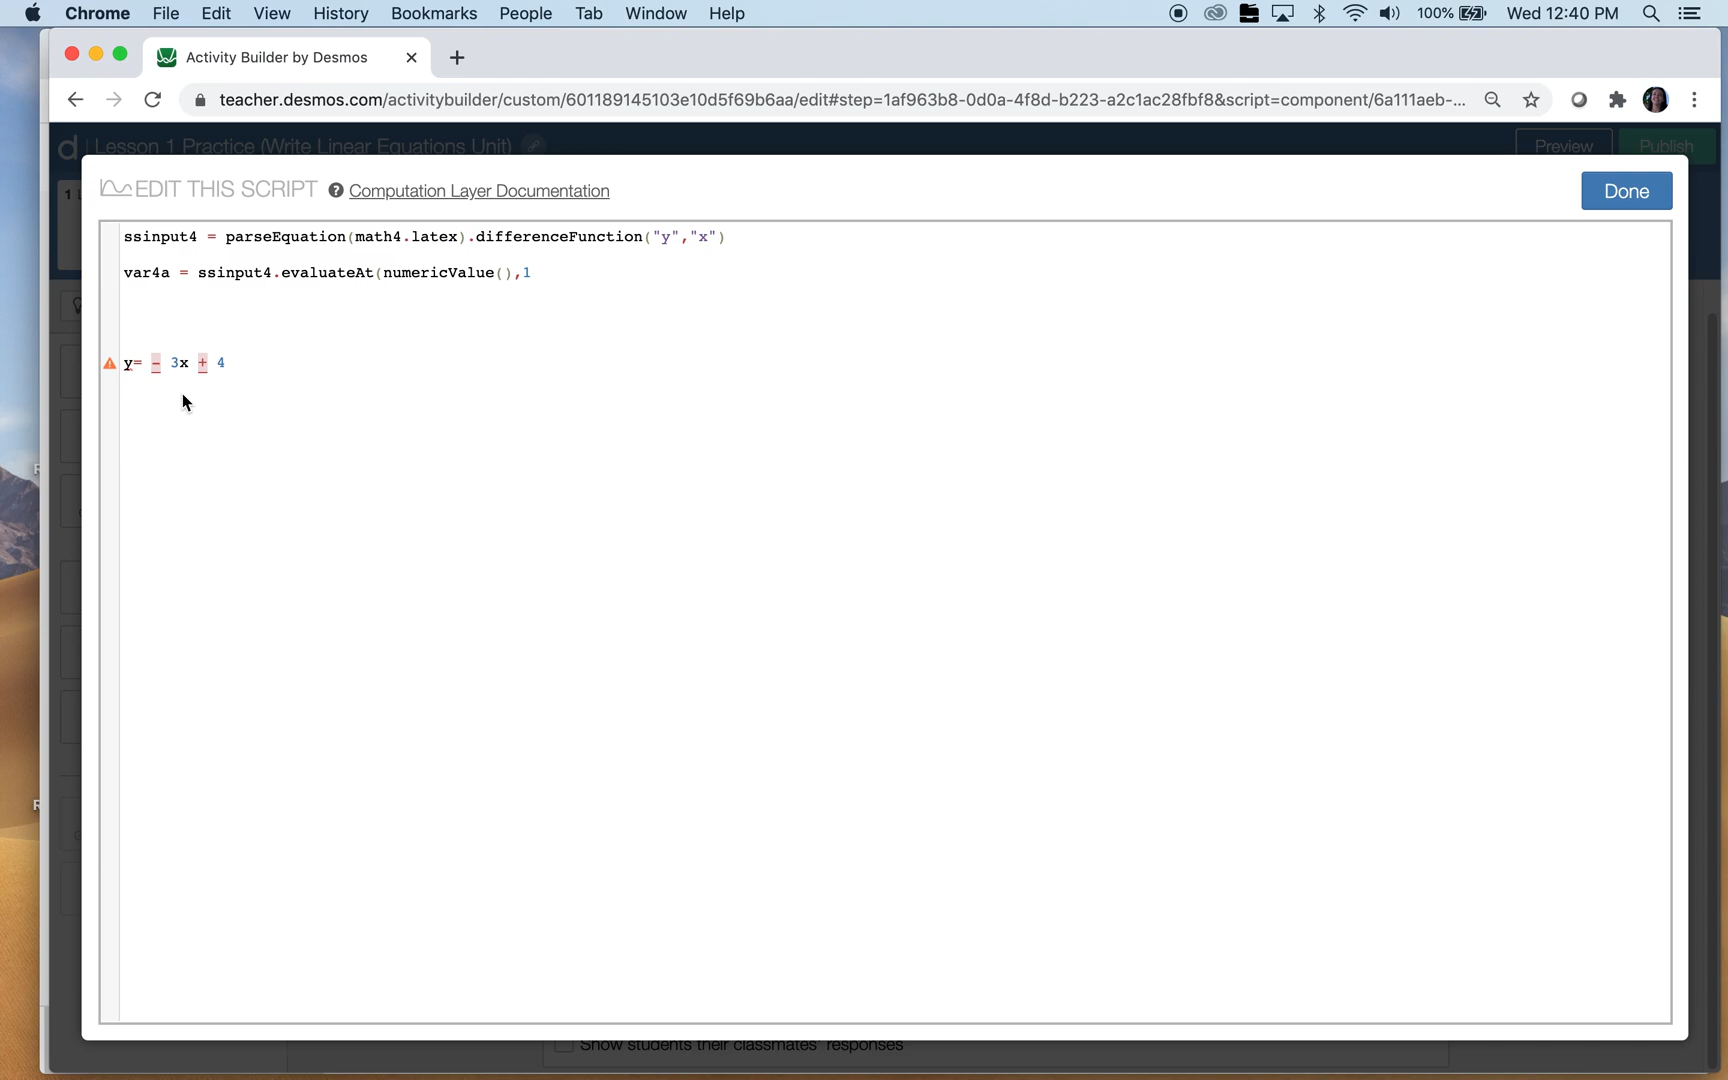 Chrome File Edit View History Bookmarks People Tab Window Help 100% Wed 12:40 PM
Activity Builder by Desmos
teacher.desmos.com/activitybuilder/custom/601189145103e10d5f69b6aa/edit#step=1af963b8-0d0a-4f8d-b223-a2c1ac28fbf8&script=component/6a111aeb-...
d Lesson 1 Practice (Write Linear Equations Unit) Preview Publish
1
EDIT THIS SCRIPT ? Computation Layer Documentation Done
ssinput4 = parseEquation(math4.latex).differenceFunction("y","x")
var4a = ssinput4.evaluateAt(numericValue(),1
y= - 3x + 4
Show students their classmates' responses